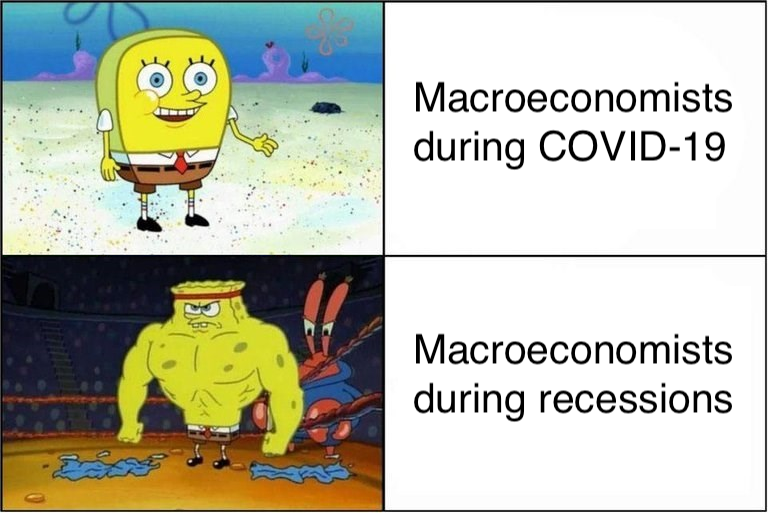 Macroeconomists
during COVID-19
Macroeconomists
during recessions